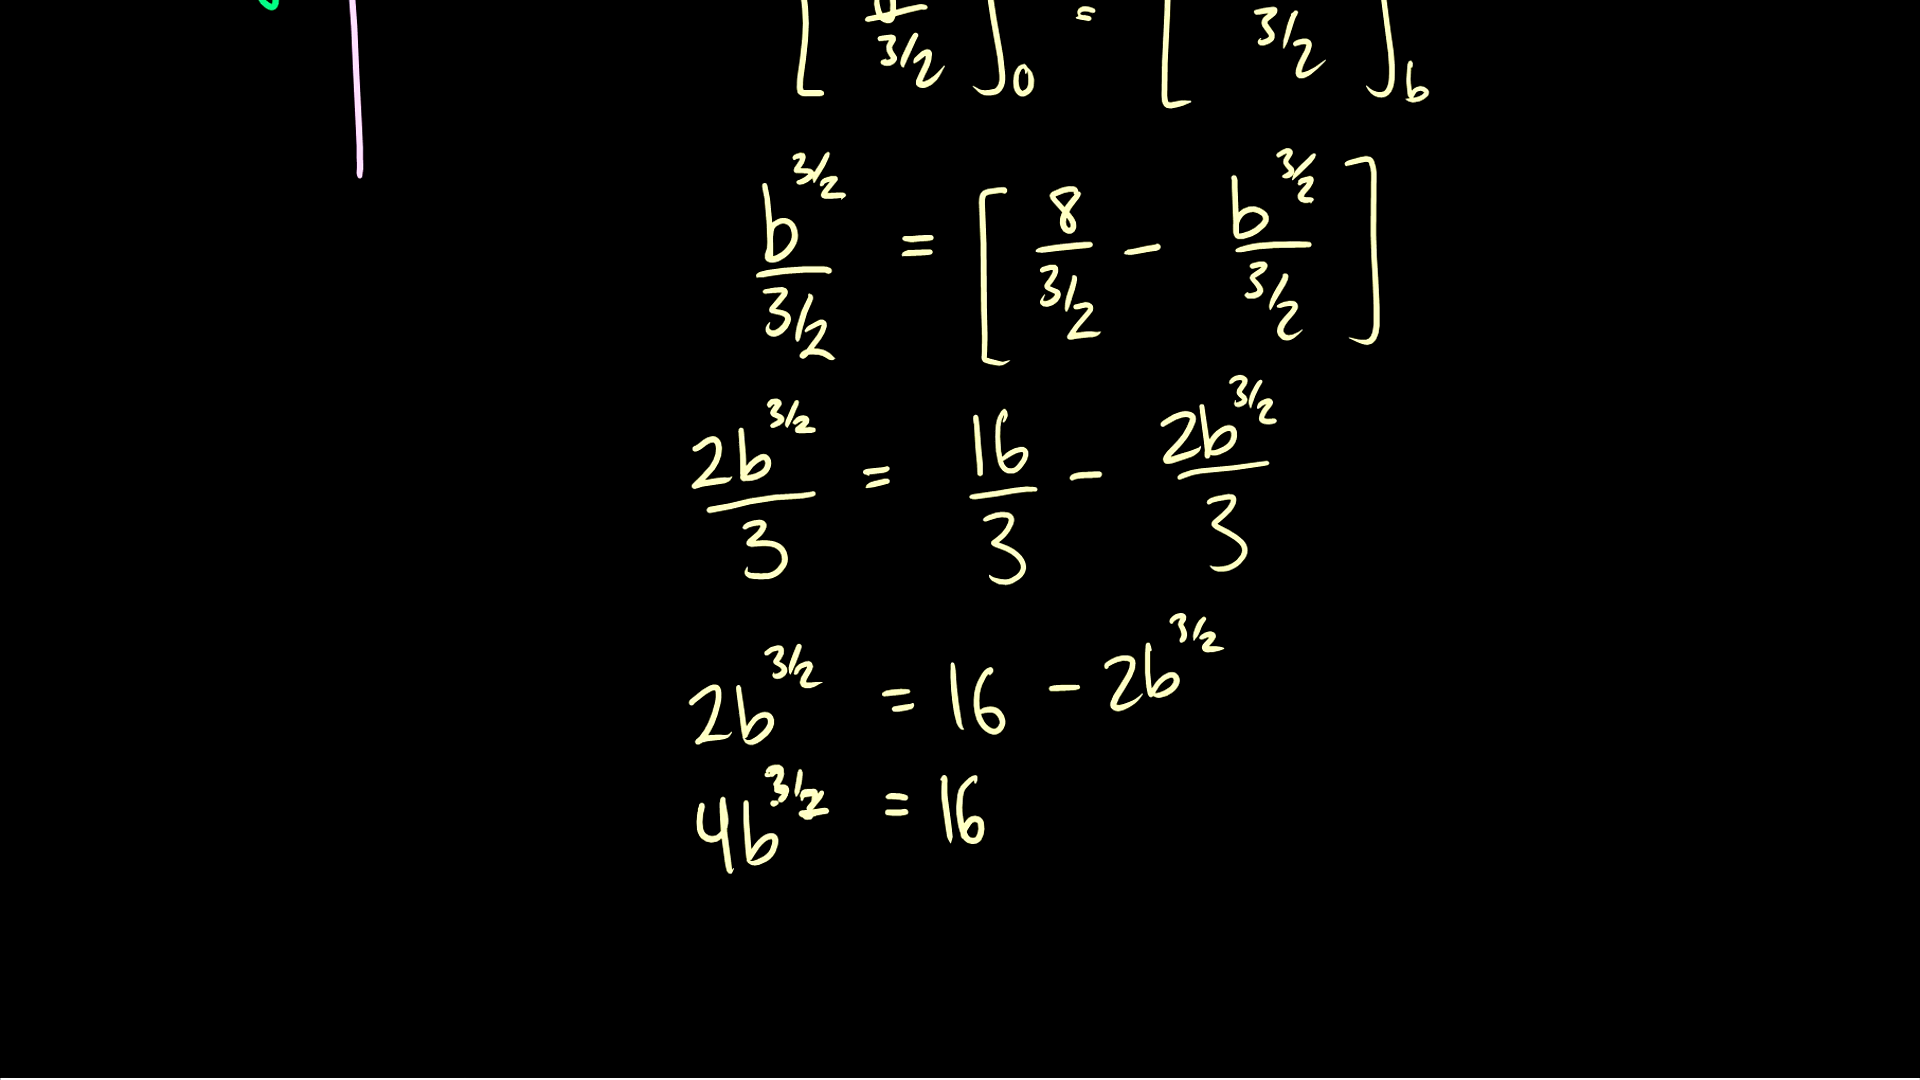 [ 3/2 ]0 = [ 3/2 ]b
b^3/2 / 3/2 = [ 8 / 3/2 - b^3/2 / 3/2 ]
2b^3/2 / 3 = 16 / 3 - 2b^3/2 / 3
2b^3/2 = 16 - 2b^3/2
4b^3/2 = 16